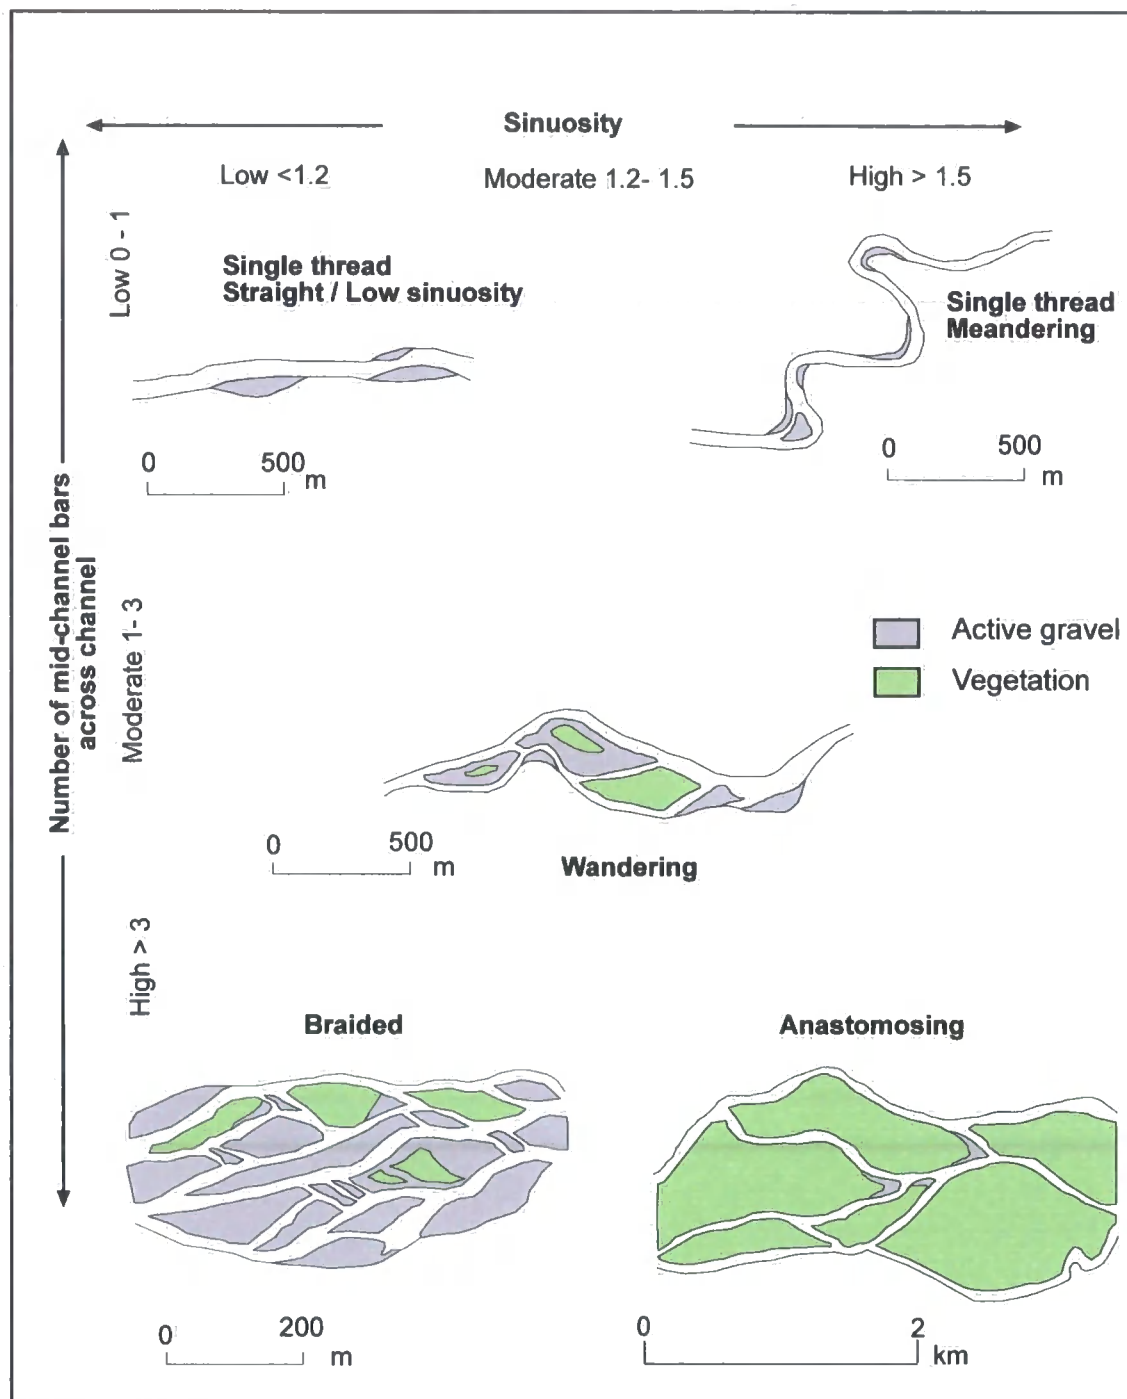 Sinuosity
Low <1.2
Moderate 1.2- 1.5
High > 1.5
Number of mid-channel bars
across channel
Low 0 - 1
Moderate 1- 3
High > 3
Single thread
Straight / Low sinuosity
0 500
m
Single thread
Meandering
0 500
m
Active gravel
Vegetation
0 500
m
Wandering
Braided
0 200
m
Anastomosing
0 2
km